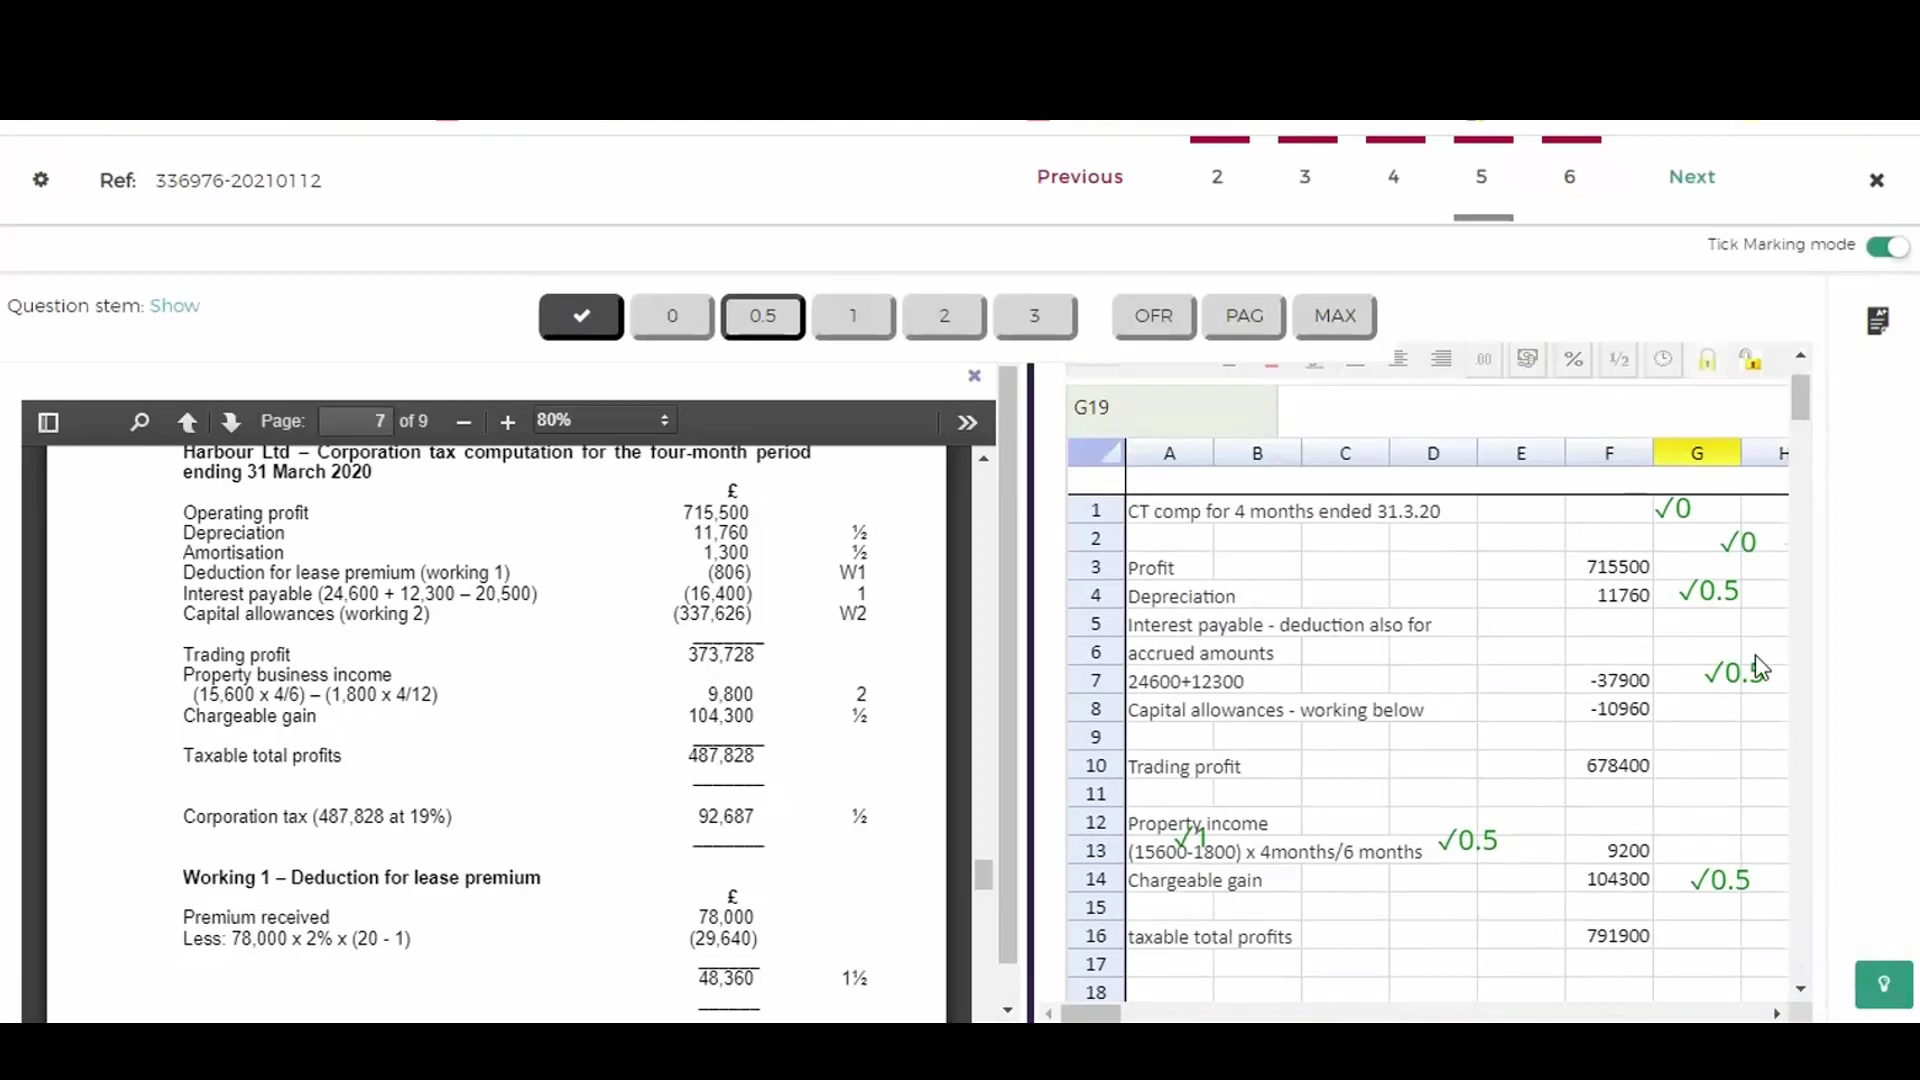 Ref: 336976-20210112
Previous 2 3 4 5 6 Next
Tick Marking mode
Question stem: Show
0 0.5 1 2 3 OFR PAG MAX
Page: 7 of 9 80%
Harbour Ltd – Corporation tax computation for the four-month period
ending 31 March 2020
£
Operating profit 715,500
Depreciation 11,760 ½
Amortisation 1,300 ½
Deduction for lease premium (working 1) (806) W1
Interest payable (24,600 + 12,300 – 20,500) (16,400) 1
Capital allowances (working 2) (337,626) W2
Trading profit 373,728
Property business income
(15,600 x 4/6) – (1,800 x 4/12) 9,800 2
Chargeable gain 104,300 ½
Taxable total profits 487,828
Corporation tax (487,828 at 19%) 92,687 ½
Working 1 – Deduction for lease premium
£
Premium received 78,000
Less: 78,000 x 2% x (20 - 1) (29,640)
48,360 1½
.00 % 1/2
G19
A B C D E F G H
1 CT comp for 4 months ended 31.3.20 √0
2 √0
3 Profit 715500
4 Depreciation 11760 √0.5
5 Interest payable - deduction also for
6 accrued amounts
7 24600+12300 -37900 √0.5
8 Capital allowances - working below -10960
9
10 Trading profit 678400
11
12 Property income
√1 √0.5
13 (15600-1800) x 4months/6 months 9200
14 Chargeable gain 104300 √0.5
15
16 taxable total profits 791900
17
18